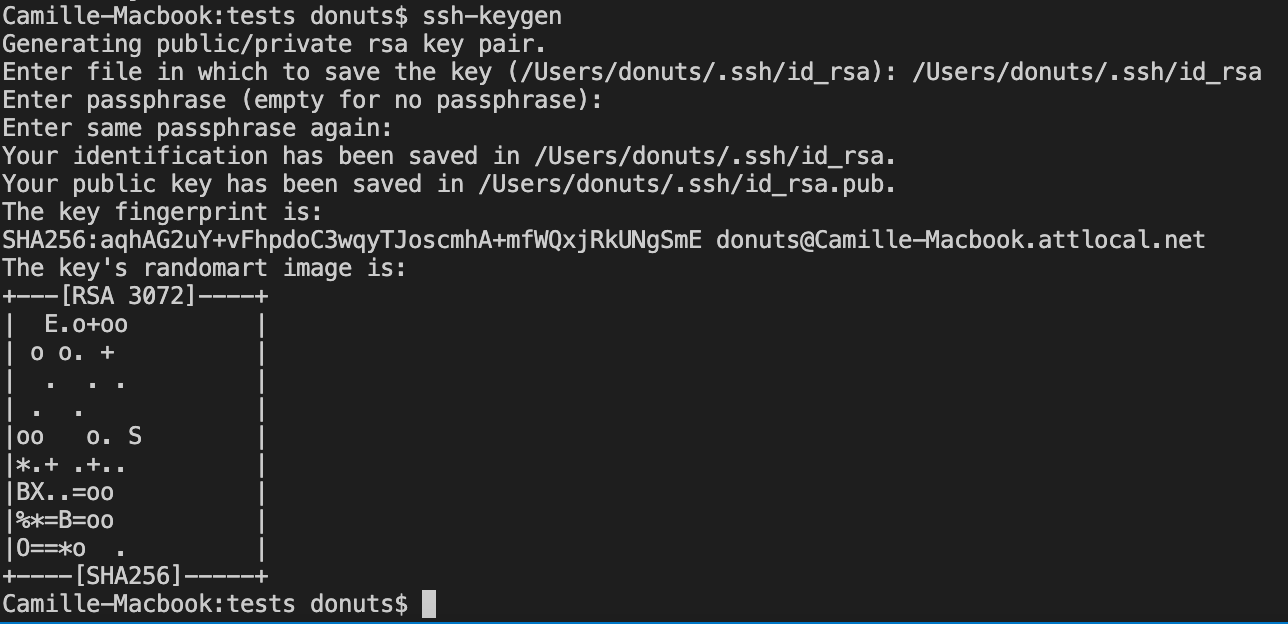 Camille-Macbook:tests donuts$ ssh-keygen
Generating public/private rsa key pair.
Enter file in which to save the key (/Users/donuts/.ssh/id_rsa): /Users/donuts/.ssh/id_rsa
Enter passphrase (empty for no passphrase):
Enter same passphrase again:
Your identification has been saved in /Users/donuts/.ssh/id_rsa.
Your public key has been saved in /Users/donuts/.ssh/id_rsa.pub.
The key fingerprint is:
SHA256:aqhAG2uY+vFhpdoC3wqyTJoscmhA+mfWQxjRkUNgSmE donuts@Camille-Macbook.attlocal.net
The key's randomart image is:
+---[RSA 3072]----+
|  E.o+oo         |
| o o. +          |
|  .  . .         |
| .  .            |
|oo   o. S        |
|*.+ .+..         |
|BX..=oo          |
|%*=B=oo          |
|O==*o  .         |
+----[SHA256]-----+
Camille-Macbook:tests donuts$